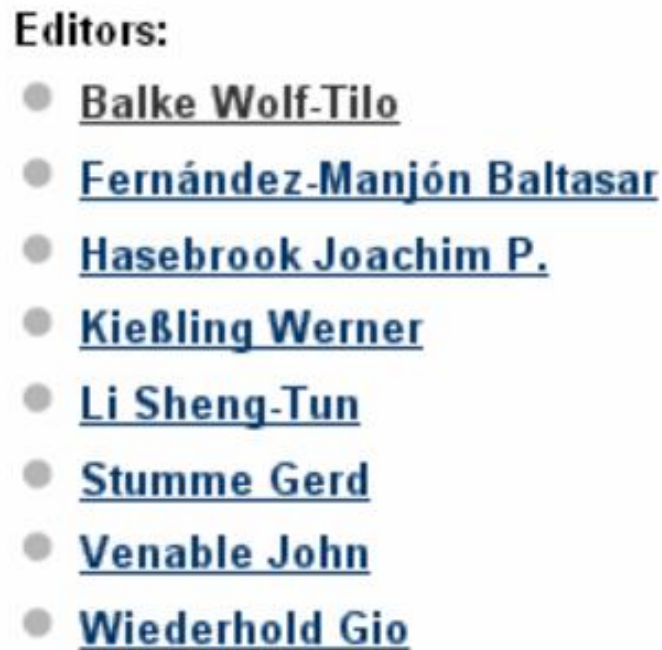 Editors:
Balke Wolf-Tilo
Fernández-Manjón Baltasar
Hasebrook Joachim P.
Kießling Werner
Li Sheng-Tun
Stumme Gerd
Venable John
Wiederhold Gio